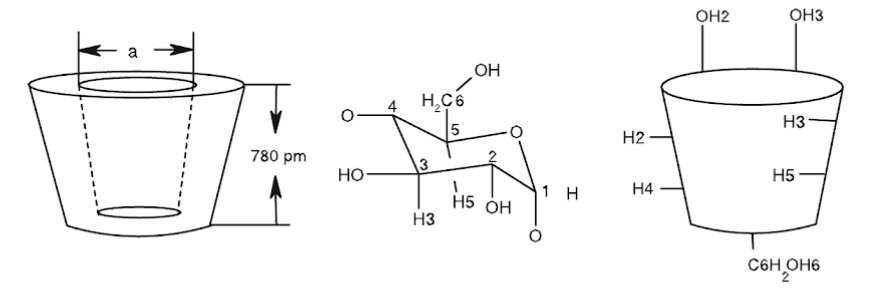 a
780 pm
OH
H2C6
O
4
5
O
HO
3
2
H5
OH
1
H
H3
O
OH2
OH3
H3
H2
H5
H4
C6H2OH6